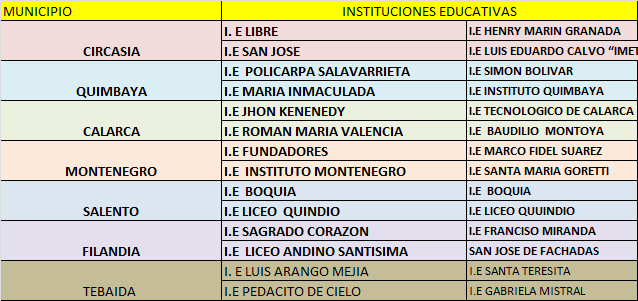 MUNICIPIO INSTITUCIONES EDUCATIVAS
I. E LIBRE I.E HENRY MARIN GRANADA
CIRCASIA I.E SAN JOSE I.E LUIS EDUARDO CALVO “IMET
I.E POLICARPA SALAVARRIETA I.E SIMON BOLIVAR
QUIMBAYA I.E MARIA INMACULADA I.E INSTITUTO QUIMBAYA
I.E JHON KENENEDY I.E TECNOLOGICO DE CALARCA
CALARCA I.E ROMAN MARIA VALENCIA I.E BAUDILIO MONTOYA
I.E FUNDADORES I.E MARCO FIDEL SUAREZ
MONTENEGRO I.E INSTITUTO MONTENEGRO I.E SANTA MARIA GORETTI
I.E BOQUIA I.E BOQUIA
SALENTO I.E LICEO QUINDIO I.E LICEO QUUINDIO
I.E SAGRADO CORAZON I.E FRANCISO MIRANDA
FILANDIA I.E LICEO ANDINO SANTISIMA SAN JOSE DE FACHADAS
I. E LUIS ARANGO MEJIA I.E SANTA TERESITA
TEBAIDA I.E PEDACITO DE CIELO I.E GABRIELA MISTRAL